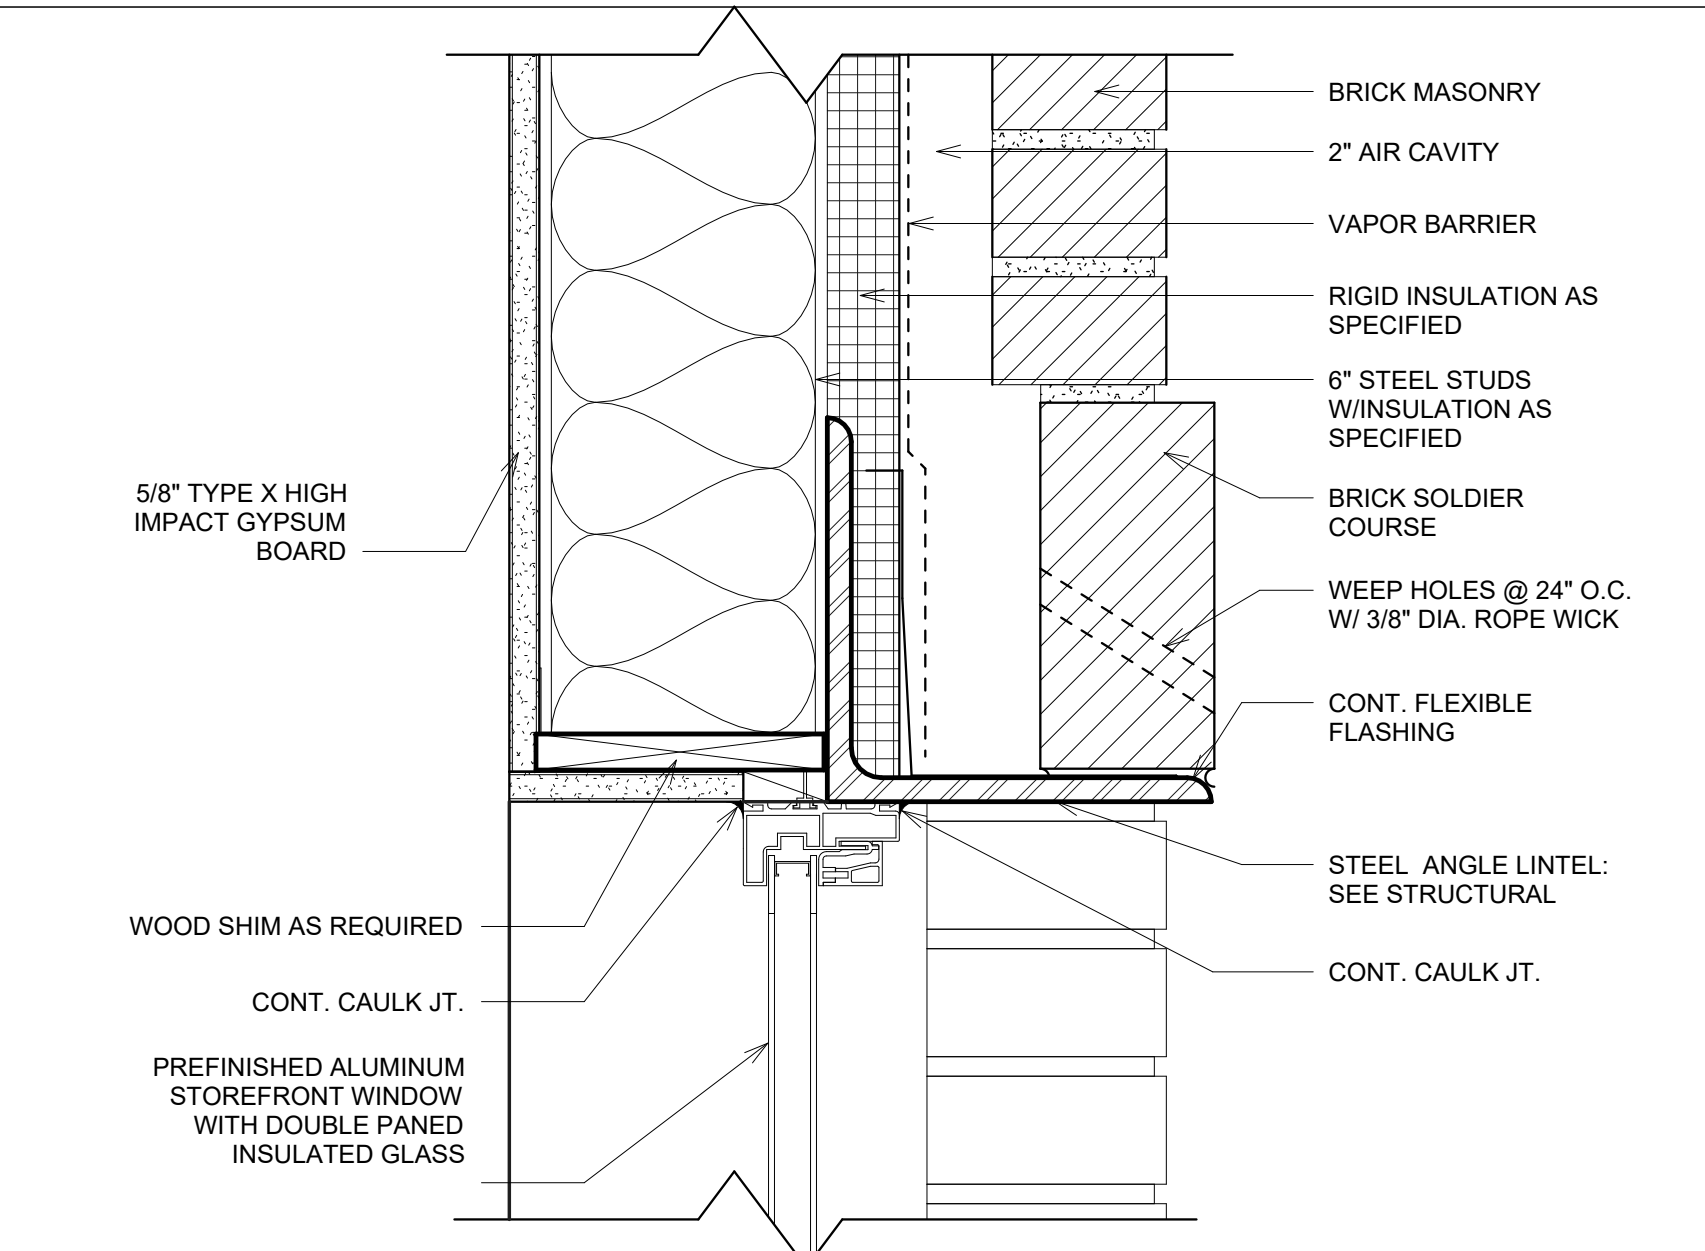 BRICK MASONRY
2" AIR CAVITY
VAPOR BARRIER
RIGID INSULATION AS
SPECIFIED
6" STEEL STUDS
W/INSULATION AS
SPECIFIED
BRICK SOLDIER
COURSE
WEEP HOLES @ 24" O.C.
W/ 3/8" DIA. ROPE WICK
CONT. FLEXIBLE
FLASHING
STEEL ANGLE LINTEL:
SEE STRUCTURAL
CONT. CAULK JT.
5/8" TYPE X HIGH
IMPACT GYPSUM
BOARD
WOOD SHIM AS REQUIRED
CONT. CAULK JT.
PREFINISHED ALUMINUM
STOREFRONT WINDOW
WITH DOUBLE PANED
INSULATED GLASS